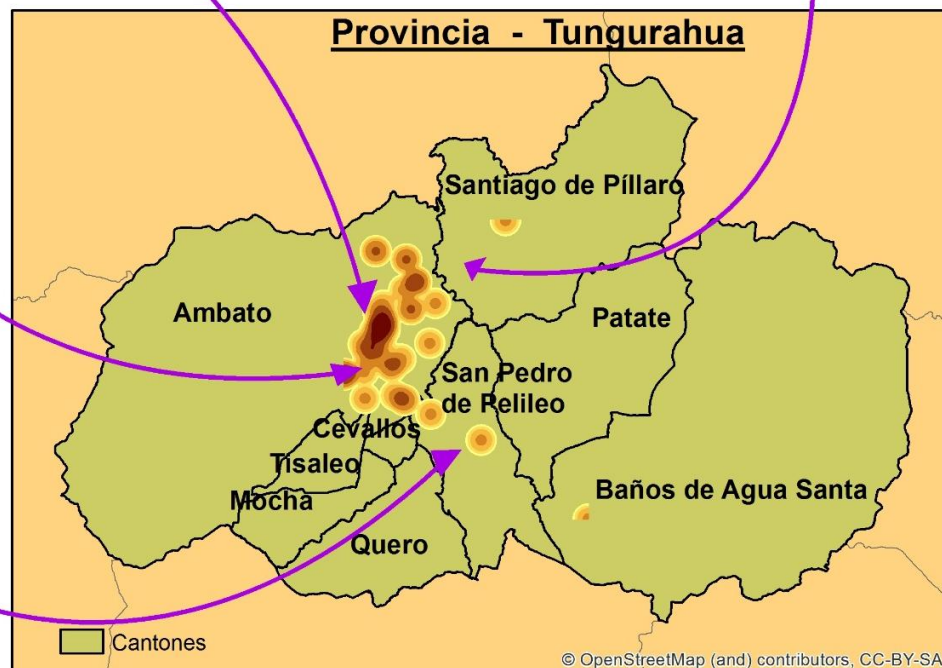 Provincia - Tungurahua
Santiago de Píllaro
Ambato
Patate
San Pedro
de Pelileo
Cevallos
Tisaleo
Mocha
Baños de Agua Santa
Quero
Cantones
© OpenStreetMap (and) contributors, CC-BY-SA